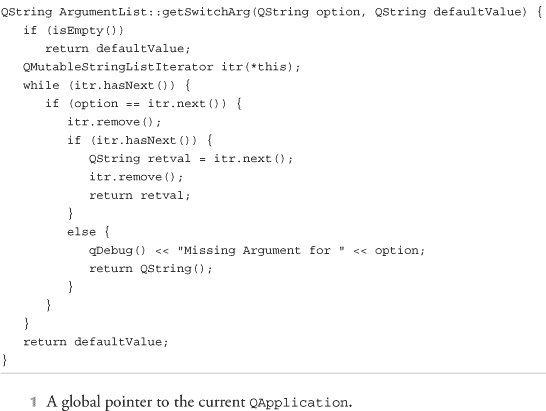 QString ArgumentList::getSwitchArg(QString option, QString defaultValue) {
   if (isEmpty())
      return defaultValue;
   QMutableStringListIterator itr(*this);
   while (itr.hasNext()) {
      if (option == itr.next()) {
         itr.remove();
         if (itr.hasNext()) {
            QString retval = itr.next();
            itr.remove();
            return retval;
         }
         else {
            qDebug() << "Missing Argument for " << option;
            return QString();
         }
      }
   }
   return defaultValue;
}
1 A global pointer to the current QApplication.